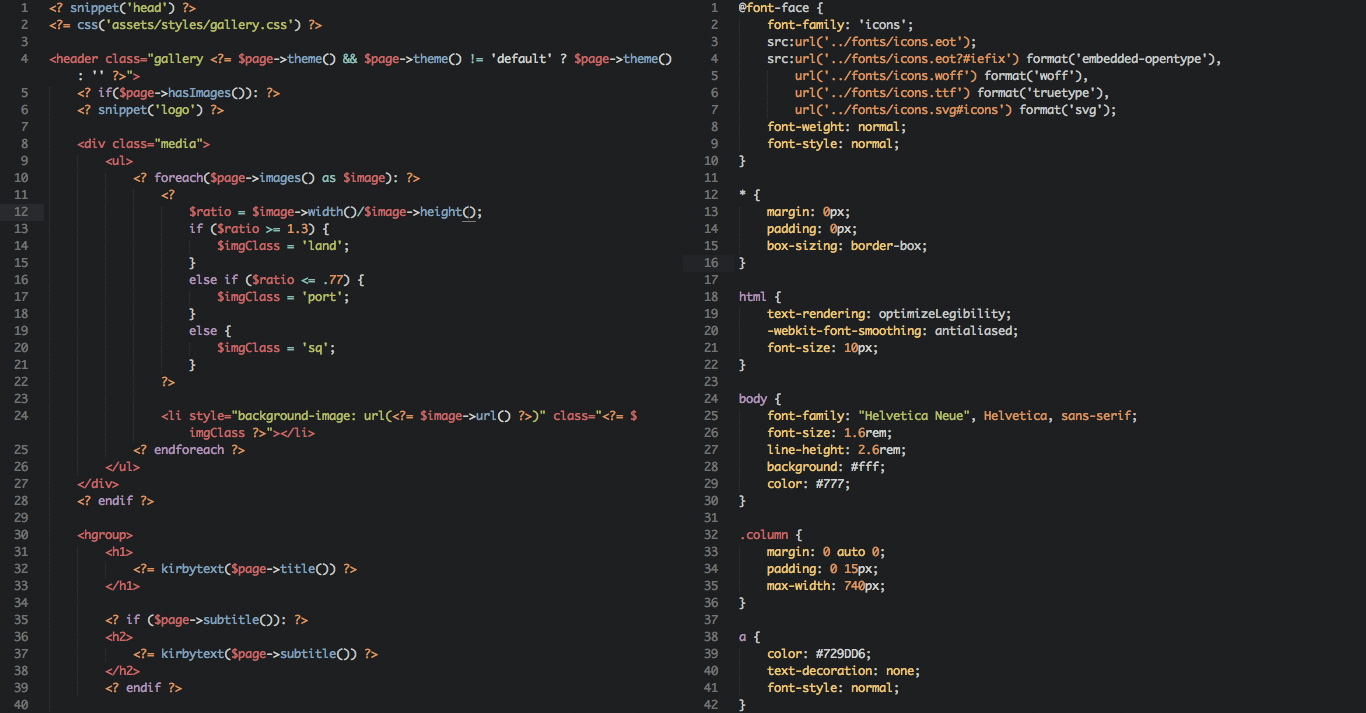 1 <? snippet('head') ?>
2 <?= css('assets/styles/gallery.css') ?>
3
4 <header class="gallery <?= $page->theme() && $page->theme() != 'default' ? $page->theme()
: '' ?>">
5 <? if($page->hasImages()): ?>
6 <? snippet('logo') ?>
7
8 <div class="media">
9 <ul>
10 <? foreach($page->images() as $image): ?>
11 <?
12 $ratio = $image->width()/$image->height();
13 if ($ratio >= 1.3) {
14 $imgClass = 'land';
15 }
16 else if ($ratio <= .77) {
17 $imgClass = 'port';
18 }
19 else {
20 $imgClass = 'sq';
21 }
22 ?>
23
24 <li style="background-image: url(<?= $image->url() ?>)" class="<?= $
imgClass ?>"></li>
25 <? endforeach ?>
26 </ul>
27 </div>
28 <? endif ?>
29
30 <hgroup>
31 <h1>
32 <?= kirbytext($page->title()) ?>
33 </h1>
34
35 <? if ($page->subtitle()): ?>
36 <h2>
37 <?= kirbytext($page->subtitle()) ?>
38 </h2>
39 <? endif ?>
40
1 @font-face {
2 font-family: 'icons';
3 src:url('../fonts/icons.eot');
4 src:url('../fonts/icons.eot?#iefix') format('embedded-opentype'),
5 url('../fonts/icons.woff') format('woff'),
6 url('../fonts/icons.ttf') format('truetype'),
7 url('../fonts/icons.svg#icons') format('svg');
8 font-weight: normal;
9 font-style: normal;
10 }
11
12 * {
13 margin: 0px;
14 padding: 0px;
15 box-sizing: border-box;
16 }
17
18 html {
19 text-rendering: optimizeLegibility;
20 -webkit-font-smoothing: antialiased;
21 font-size: 10px;
22 }
23
24 body {
25 font-family: "Helvetica Neue", Helvetica, sans-serif;
26 font-size: 1.6rem;
27 line-height: 2.6rem;
28 background: #fff;
29 color: #777;
30 }
31
32 .column {
33 margin: 0 auto 0;
34 padding: 0 15px;
35 max-width: 740px;
36 }
37
38 a {
39 color: #729DD6;
40 text-decoration: none;
41 font-style: normal;
42 }